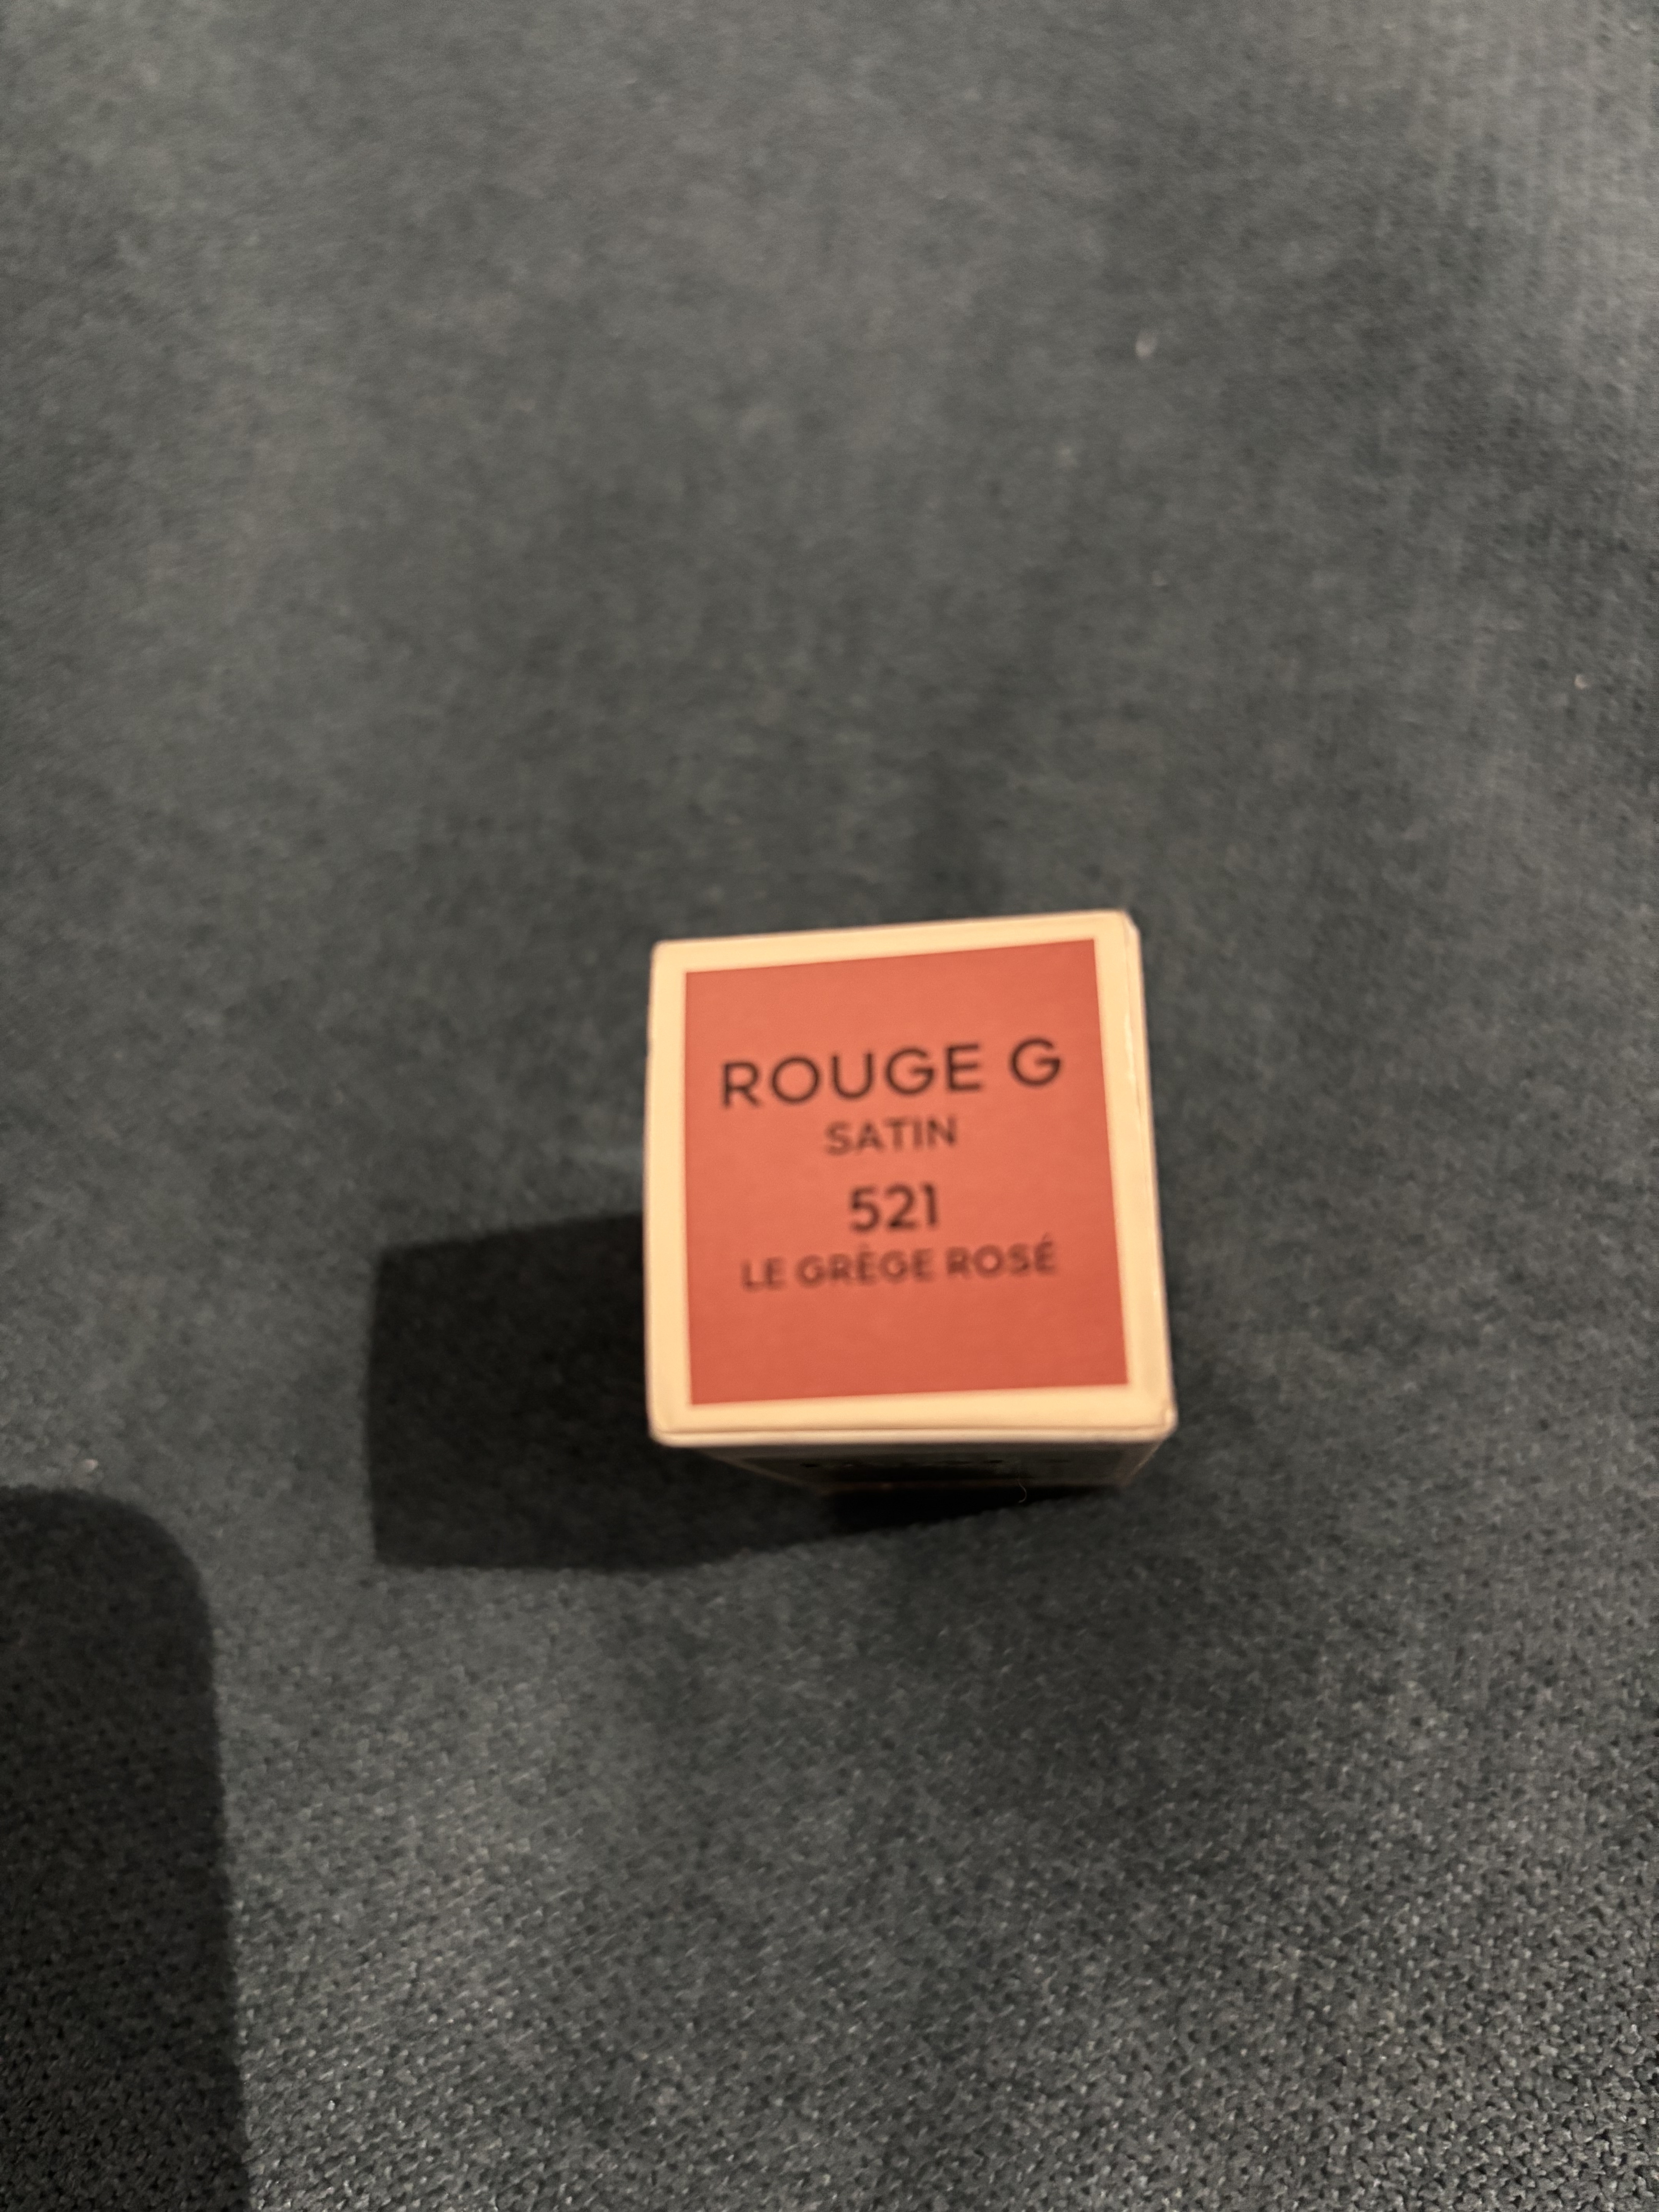 ROUGE G
SATIN
521
LE GRÈGE ROSÉ